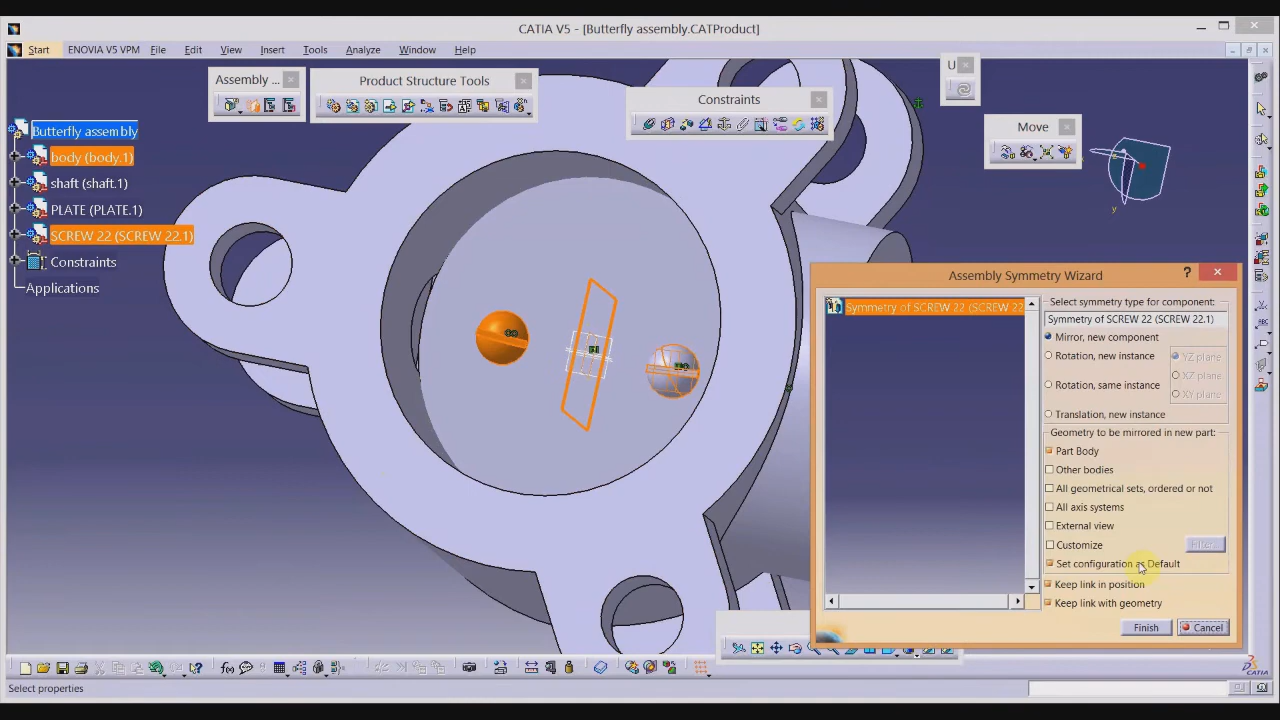 CATIA V5 - [Butterfly assembly.CATProduct]
Start ENOVIA V5 VPM File Edit View Insert Tools Analyze Window Help
Assembly ...
Product Structure Tools
Constraints
U
Move
y
Butterfly assembly
body (body.1)
shaft (shaft.1)
PLATE (PLATE.1)
SCREW 22 (SCREW 22.1)
Constraints
Applications
Assembly Symmetry Wizard
?
Symmetry of SCREW 22 (SCREW 22
Select symmetry type for component:
Symmetry of SCREW 22 (SCREW 22.1)
Mirror, new component
Rotation, new instance
YZ plane
XZ plane
Rotation, same instance
XY plane
Translation, new instance
Geometry to be mirrored in new part:
Part Body
Other bodies
All geometrical sets, ordered or not
All axis systems
External view
Customize
Filter...
Set configuration as Default
Keep link in position
Keep link with geometry
Finish
Cancel
f(x)
CATIA
Select properties